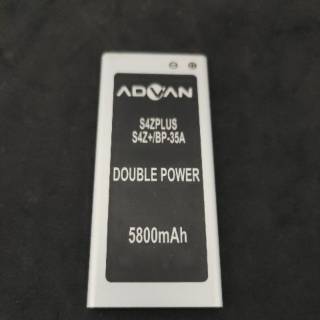 ADVAN
S4ZPLUS
S4Z+/BP-35A
DOUBLE POWER
5800mAh